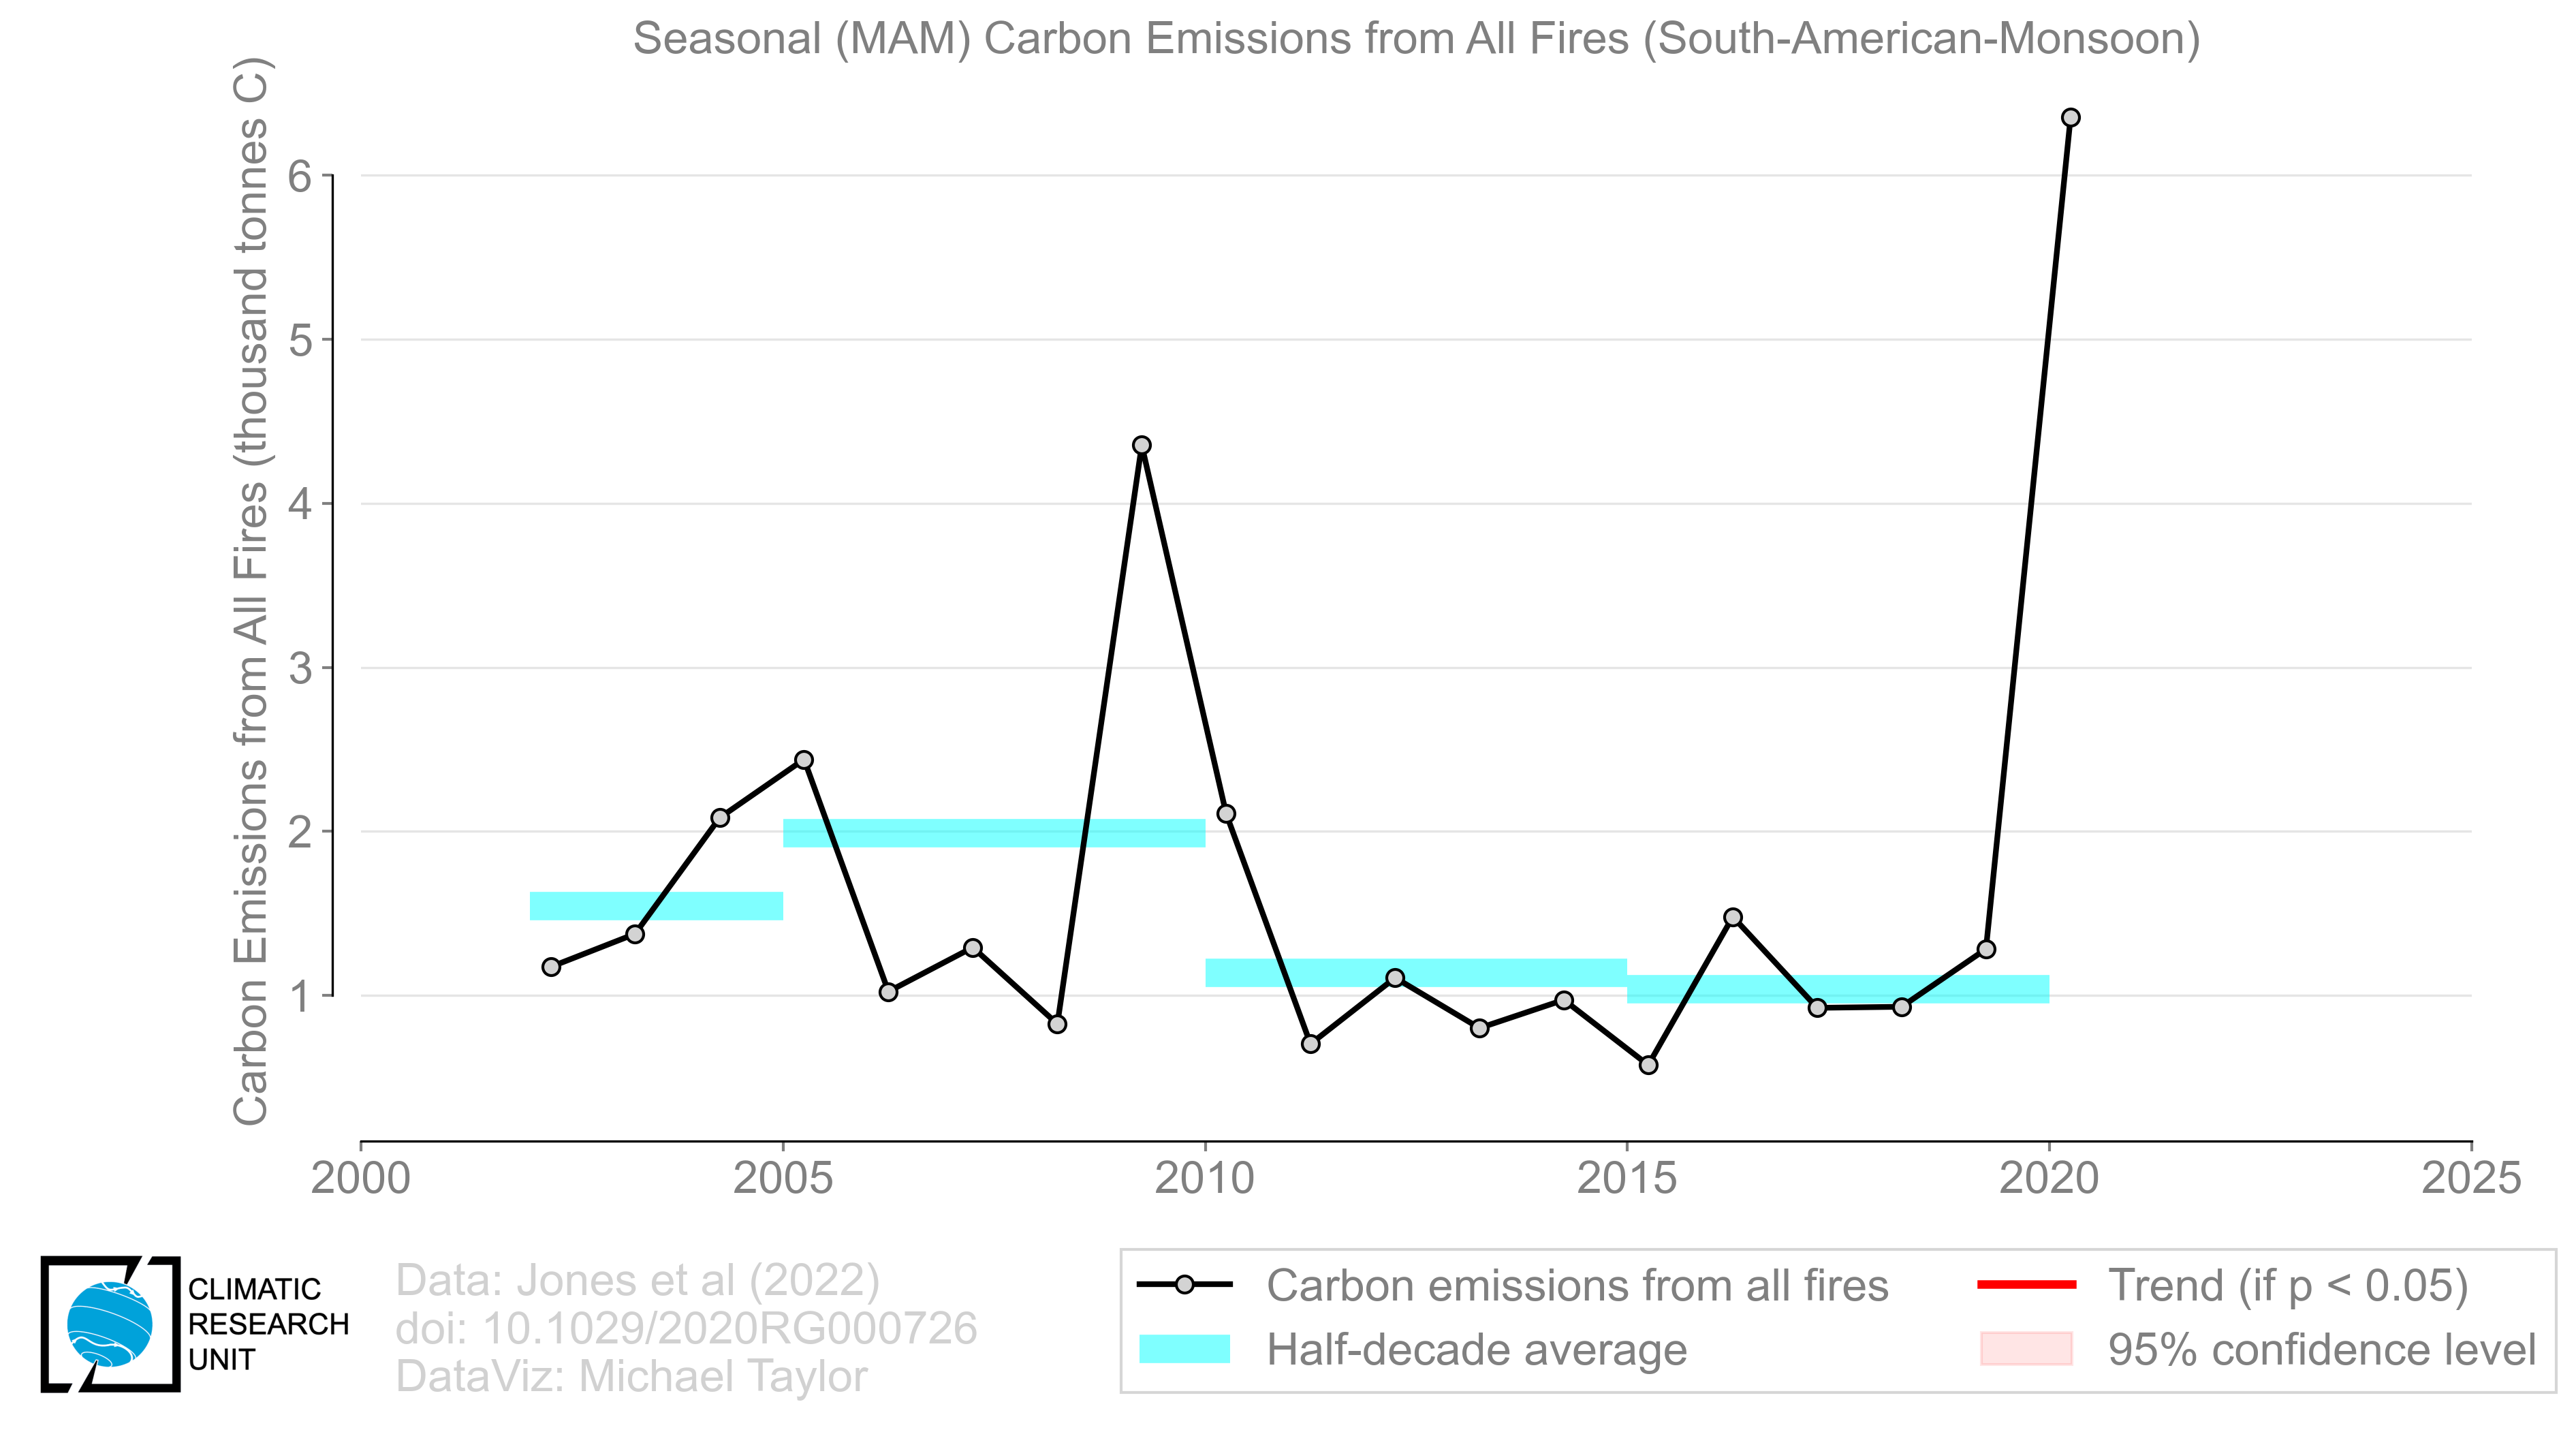 Seasonal (MAM) Carbon Emissions from All Fires (South-American-Monsoon)
Carbon Emissions from All Fires (thousand tonnes C)
6
5
4
3
2
1
2000 2005 2010 2015 2020 2025
CLIMATIC
RESEARCH
UNIT
Data: Jones et al (2022)
doi: 10.1029/2020RG000726
DataViz: Michael Taylor
Carbon emissions from all fires
Half-decade average
Trend (if p < 0.05)
95% confidence level